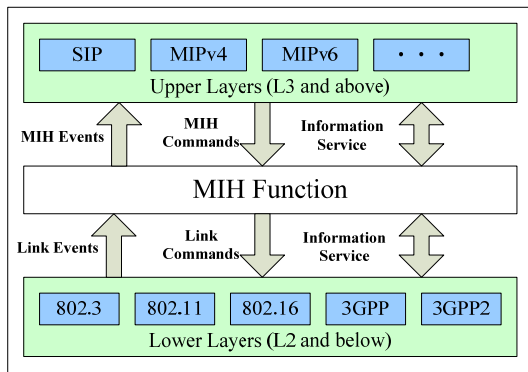 SIP
MIPv4
MIPv6
· · ·
Upper Layers (L3 and above)
MIH Events
MIH
Commands
Information
Service
MIH Function
Link Events
Link
Commands
Information
Service
802.3
802.11
802.16
3GPP
3GPP2
Lower Layers (L2 and below)